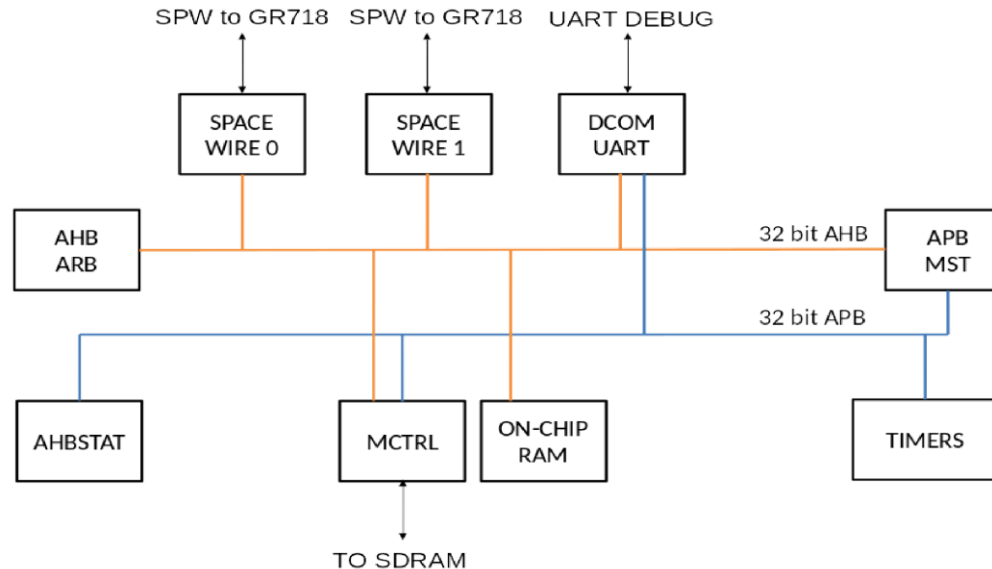 SPW to GR718
SPW to GR718
UART DEBUG
SPACE
WIRE 0
SPACE
WIRE 1
DCOM
UART
AHB
ARB
32 bit AHB
APB
MST
32 bit APB
AHBSTAT
MCTRL
ON-CHIP
RAM
TIMERS
TO SDRAM